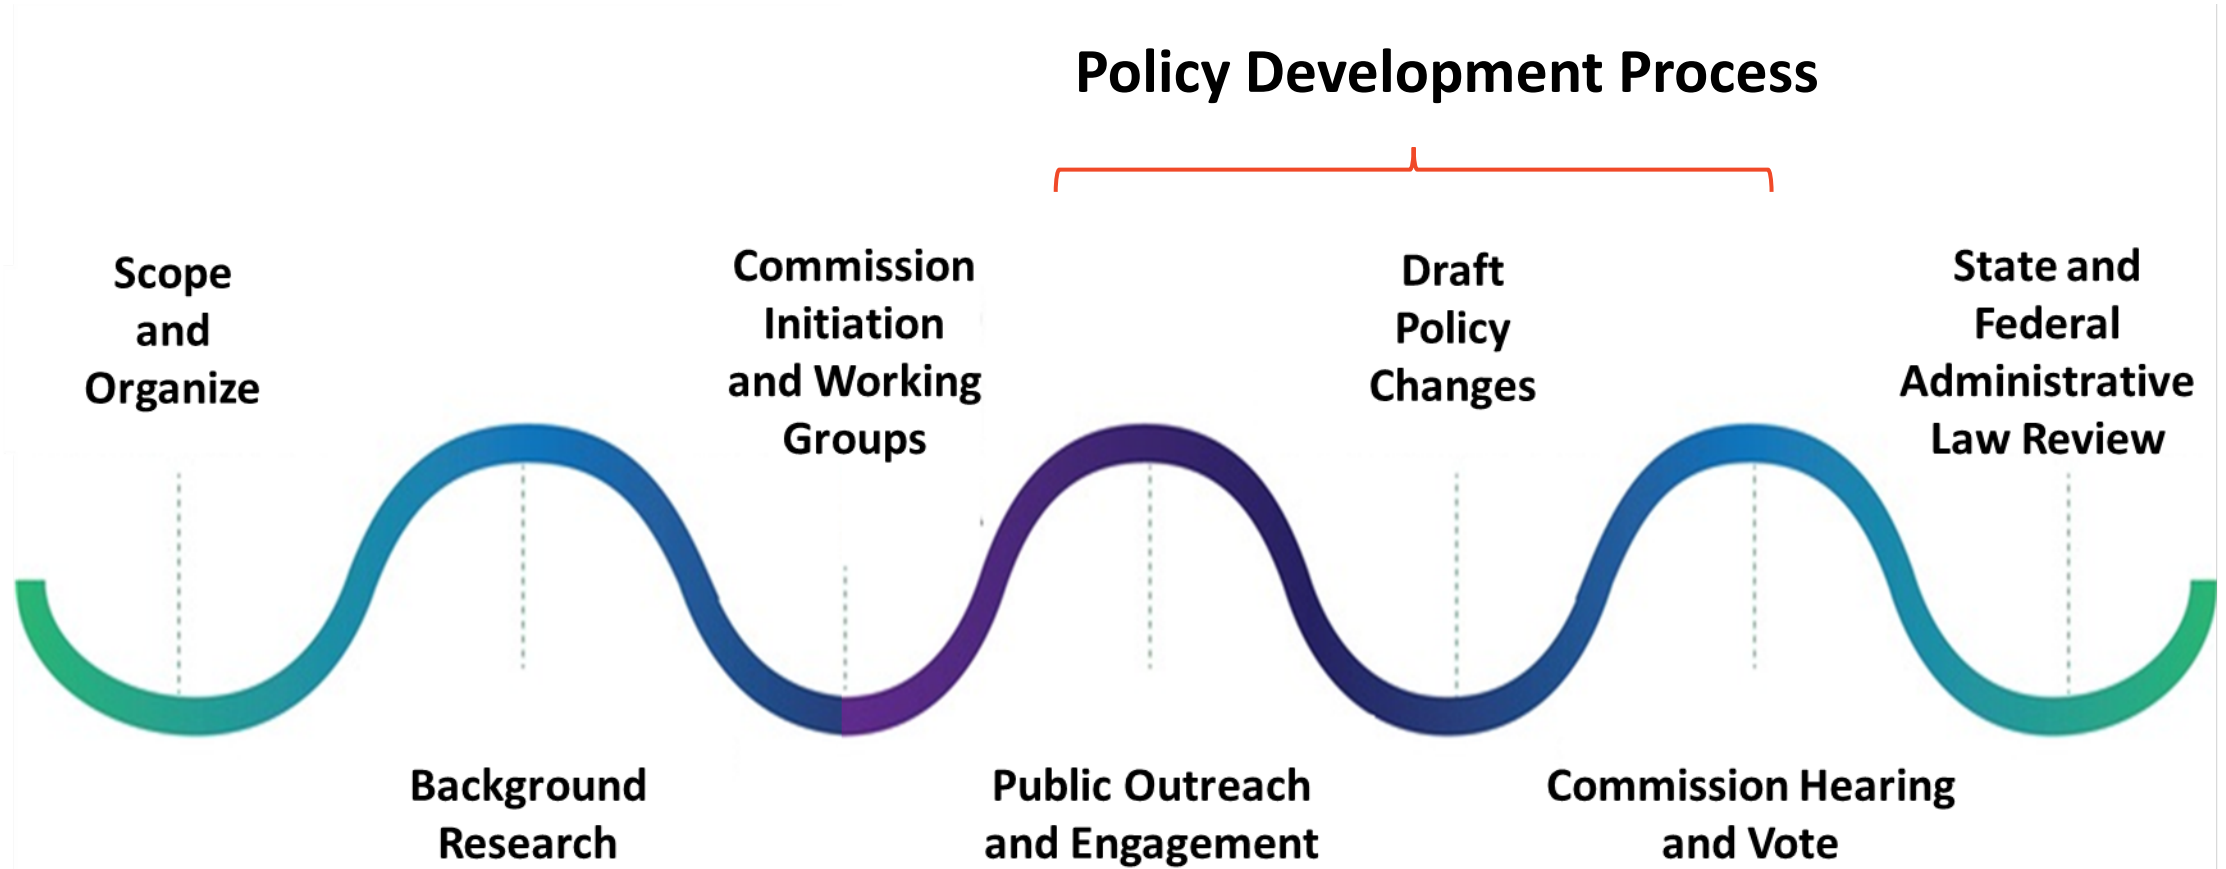 Policy Development Process
Scope
and
Organize
Background
Research
Commission
Initiation
and Working
Groups
Public Outreach
and Engagement
Draft
Policy
Changes
Commission Hearing
and Vote
State and
Federal
Administrative
Law Review